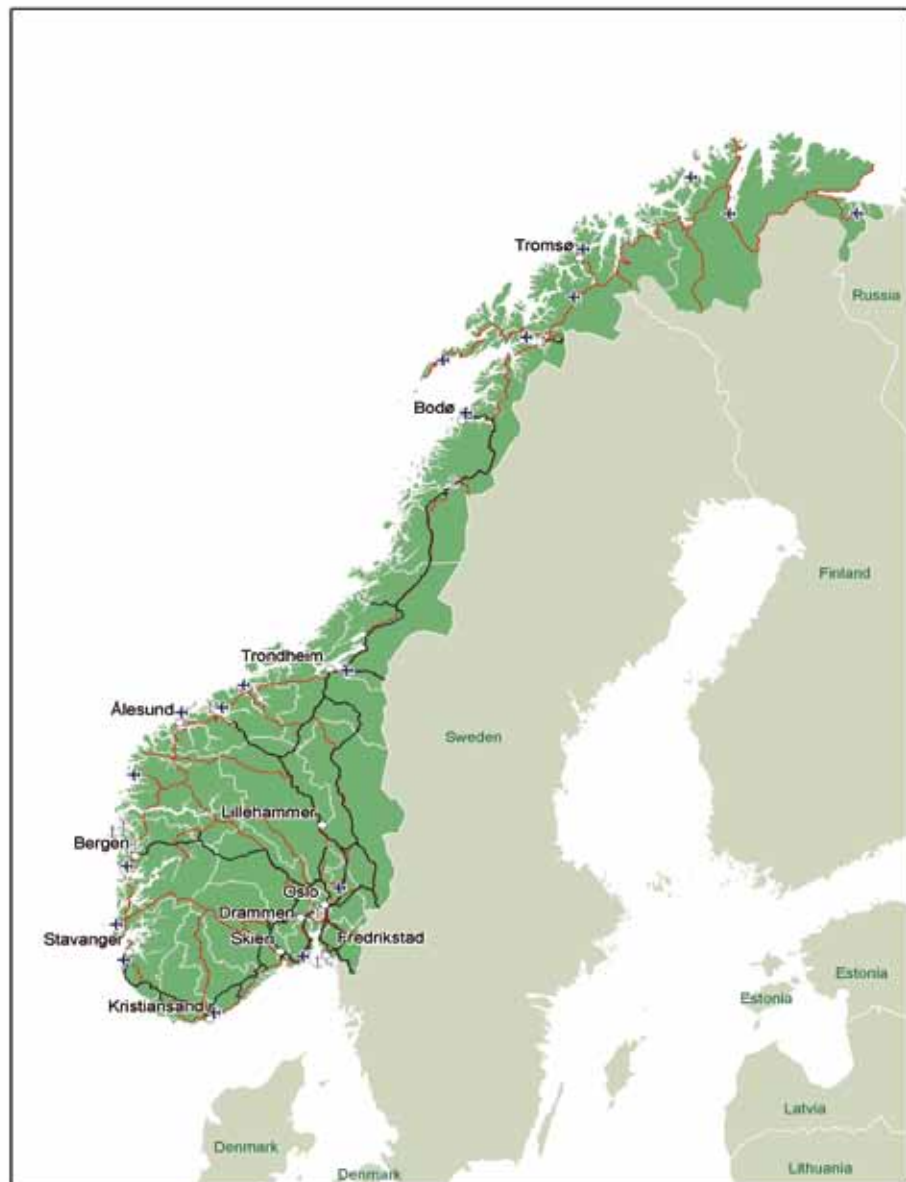 Tromsø
Russia
Bodø
Finland
Trondheim
Ålesund
Sweden
Lillehammer
Bergen
Oslo
Drammen
Stavanger
Skien
Fredrikstad
Estonia
Estonia
Kristiansand
Latvia
Denmark
Denmark
Lithuania